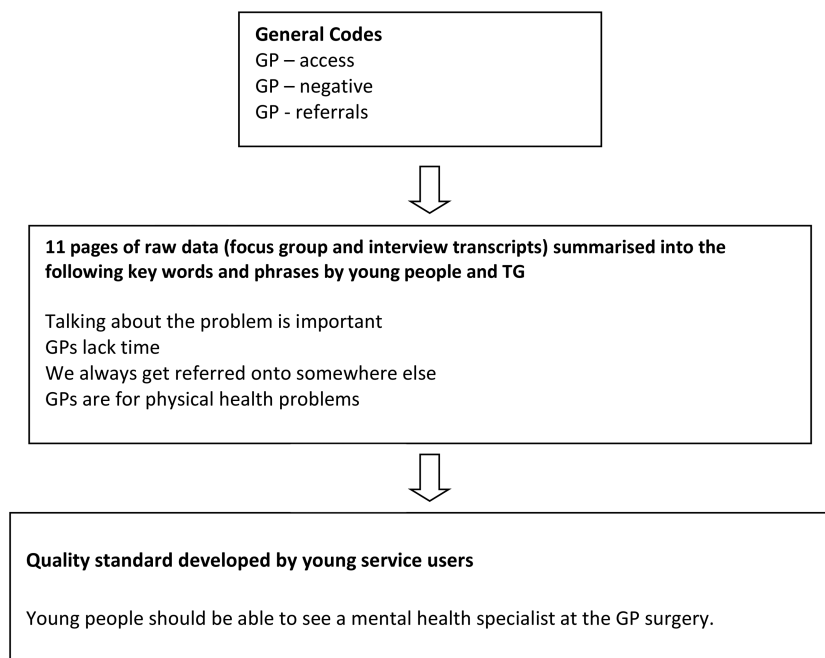 General Codes
GP – access
GP – negative
GP - referrals
11 pages of raw data (focus group and interview transcripts) summarised into the
following key words and phrases by young people and TG
Talking about the problem is important
GPs lack time
We always get referred onto somewhere else
GPs are for physical health problems
Quality standard developed by young service users
Young people should be able to see a mental health specialist at the GP surgery.